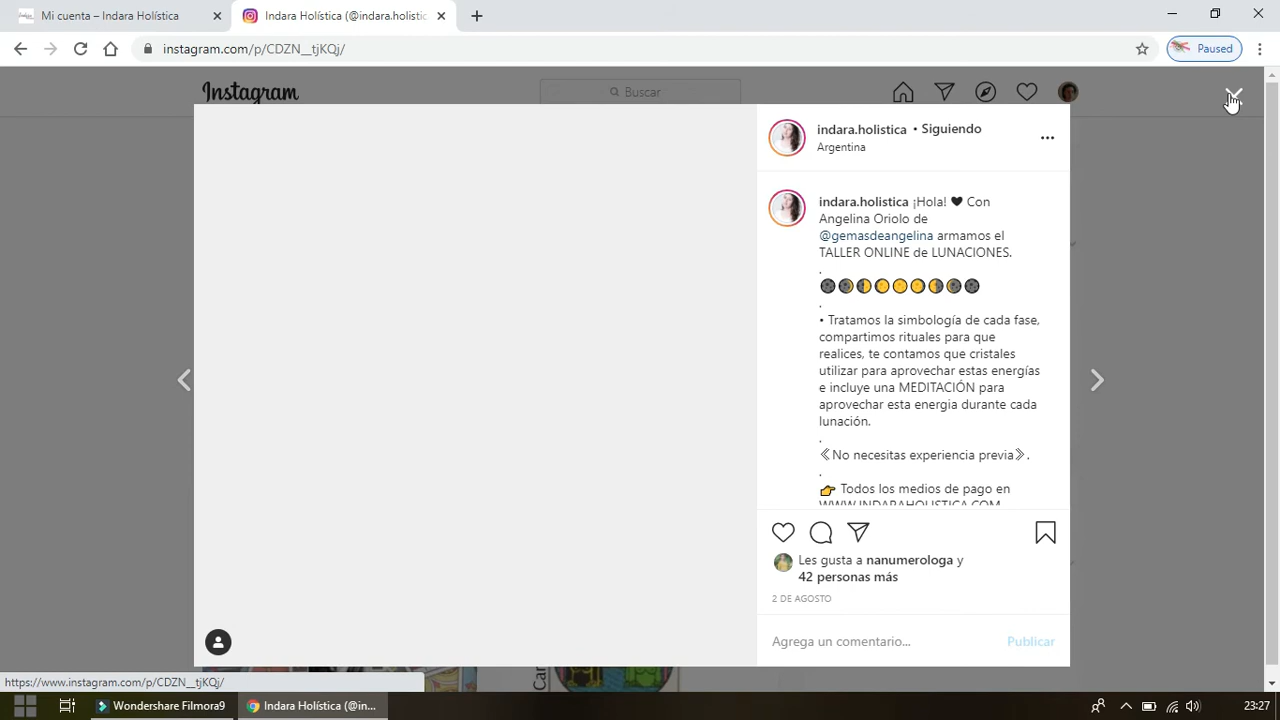 Mi cuenta - Indara Holística
Indara Holística (@indara.holistic
instagram.com/p/CDZN__tjKQj/
Paused
Instagram
Buscar
indara.holistica • Siguiendo
Argentina
indara.holistica ¡Hola! 🖤 Con
Angelina Oriolo de
@gemasdeangelina armamos el
TALLER ONLINE de LUNACIONES.
.
🌑🌒🌓🌔🌕🌖🌗🌘🌑
.
• Tratamos la simbología de cada fase,
compartimos rituales para que
realices, te contamos que cristales
utilizar para aprovechar estas energías
e incluye una MEDITACIÓN para
aprovechar esta energia durante cada
lunación.
.
《No necesitas experiencia previa》.
.
👉 Todos los medios de pago en
WWW.INDARAHOLISTICA.COM
Les gusta a nanumerologa y
42 personas más
2 DE AGOSTO
Agrega un comentario... Publicar
Can
https://www.instagram.com/p/CDZN__tjKQj/
Wondershare Filmora9
Indara Holística (@in...
23:27